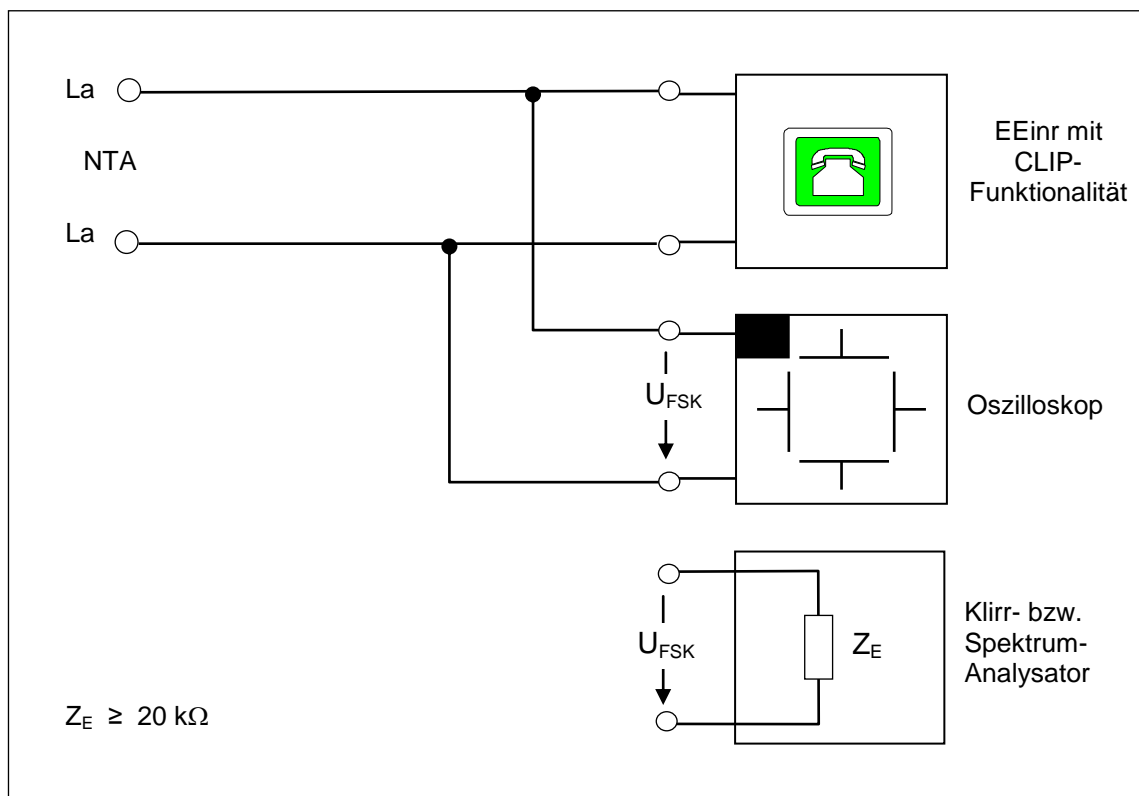 La
NTA
La
EEinr mit
CLIP-
Funktionalität
U_FSK
Oszilloskop
U_FSK
Z_E
Klirr- bzw.
Spektrum-
Analysator
Z_E ≥ 20 kΩ